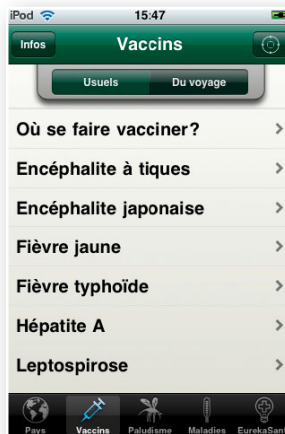 iPod 15:47
Infos Vaccins
Usuels Du voyage
Où se faire vacciner?
Encéphalite à tiques
Encéphalite japonaise
Fièvre jaune
Fièvre typhoïde
Hépatite A
Leptospirose
Pays Vaccins Paludisme Maladies EurekaSant